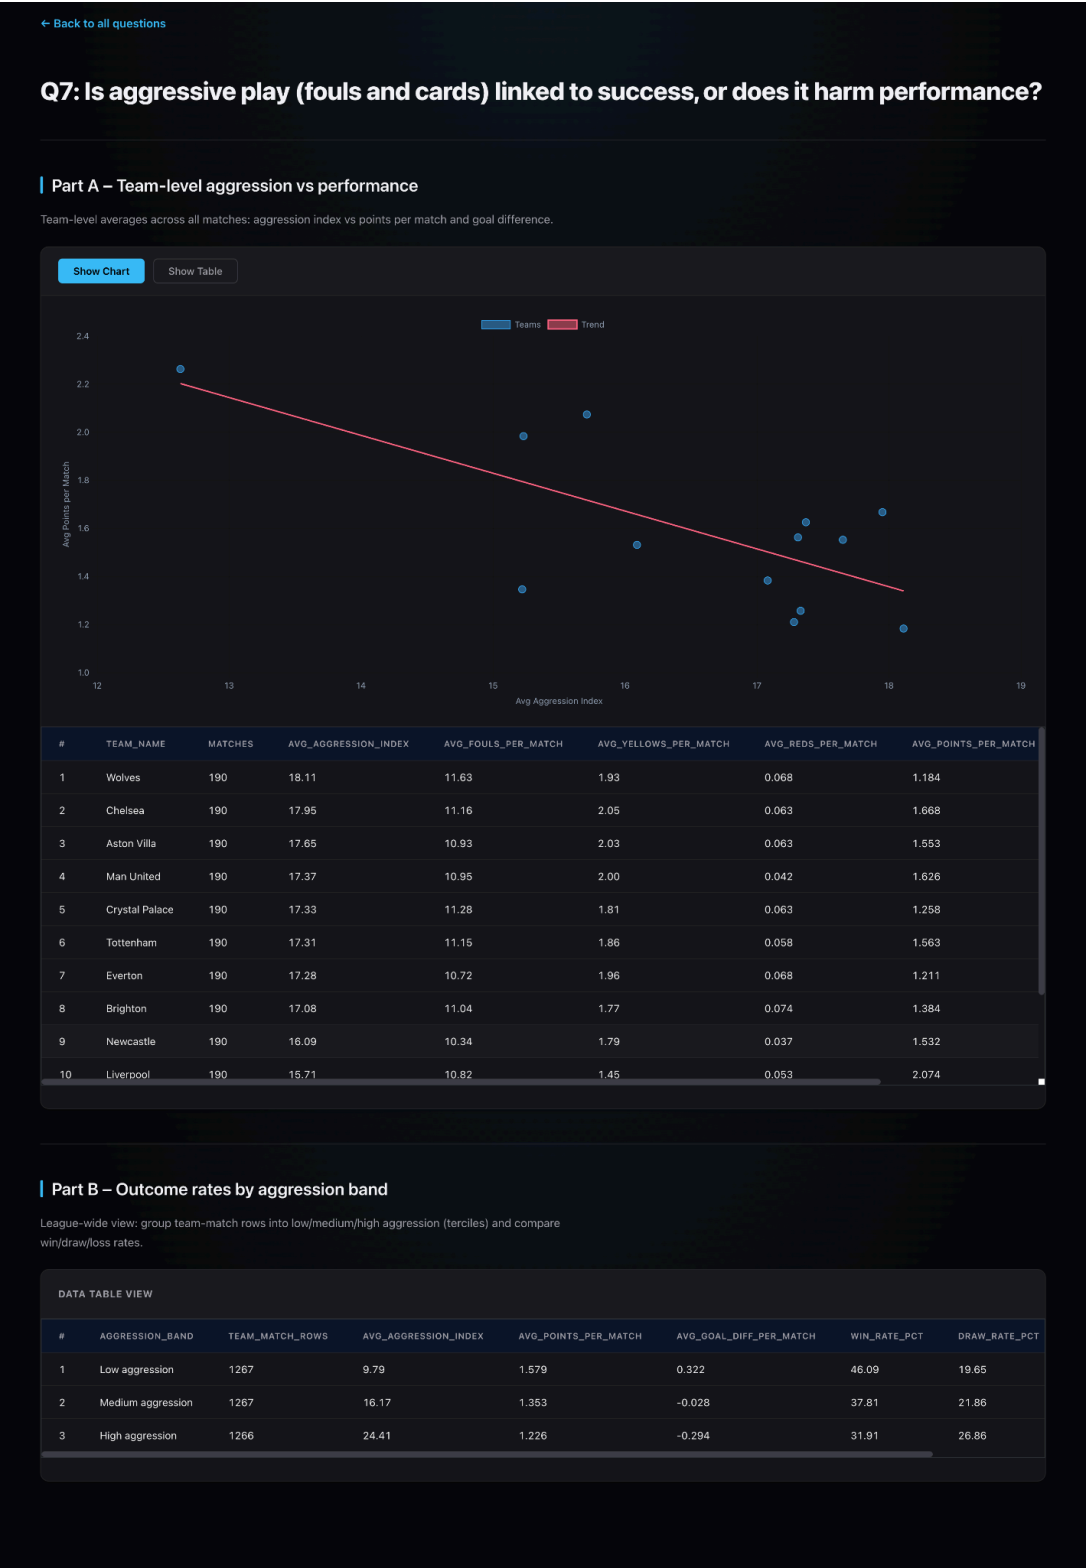 ← Back to all questions
Q7: Is aggressive play (fouls and cards) linked to success, or does it harm performance?
Part A – Team-level aggression vs performance
Team-level averages across all matches: aggression index vs points per match and goal difference.
Show Chart Show Table
Teams Trend
2.4
2.2
2.0
1.8
1.6
1.4
1.2
1.0
Avg Points per Match
12 13 14 15 16 17 18 19
Avg Aggression Index
# TEAM_NAME MATCHES AVG_AGGRESSION_INDEX AVG_FOULS_PER_MATCH AVG_YELLOWS_PER_MATCH AVG_REDS_PER_MATCH AVG_POINTS_PER_MATCH
1 Wolves 190 18.11 11.63 1.93 0.068 1.184
2 Chelsea 190 17.95 11.16 2.05 0.063 1.668
3 Aston Villa 190 17.65 10.93 2.03 0.063 1.553
4 Man United 190 17.37 10.95 2.00 0.042 1.626
5 Crystal Palace 190 17.33 11.28 1.81 0.063 1.258
6 Tottenham 190 17.31 11.15 1.86 0.058 1.563
7 Everton 190 17.28 10.72 1.96 0.068 1.211
8 Brighton 190 17.08 11.04 1.77 0.074 1.384
9 Newcastle 190 16.09 10.34 1.79 0.037 1.532
10 Liverpool 190 15.71 10.82 1.45 0.053 2.074
Part B – Outcome rates by aggression band
League-wide view: group team-match rows into low/medium/high aggression (terciles) and compare
win/draw/loss rates.
DATA TABLE VIEW
# AGGRESSION_BAND TEAM_MATCH_ROWS AVG_AGGRESSION_INDEX AVG_POINTS_PER_MATCH AVG_GOAL_DIFF_PER_MATCH WIN_RATE_PCT DRAW_RATE_PCT
1 Low aggression 1267 9.79 1.579 0.322 46.09 19.65
2 Medium aggression 1267 16.17 1.353 -0.028 37.81 21.86
3 High aggression 1266 24.41 1.226 -0.294 31.91 26.86